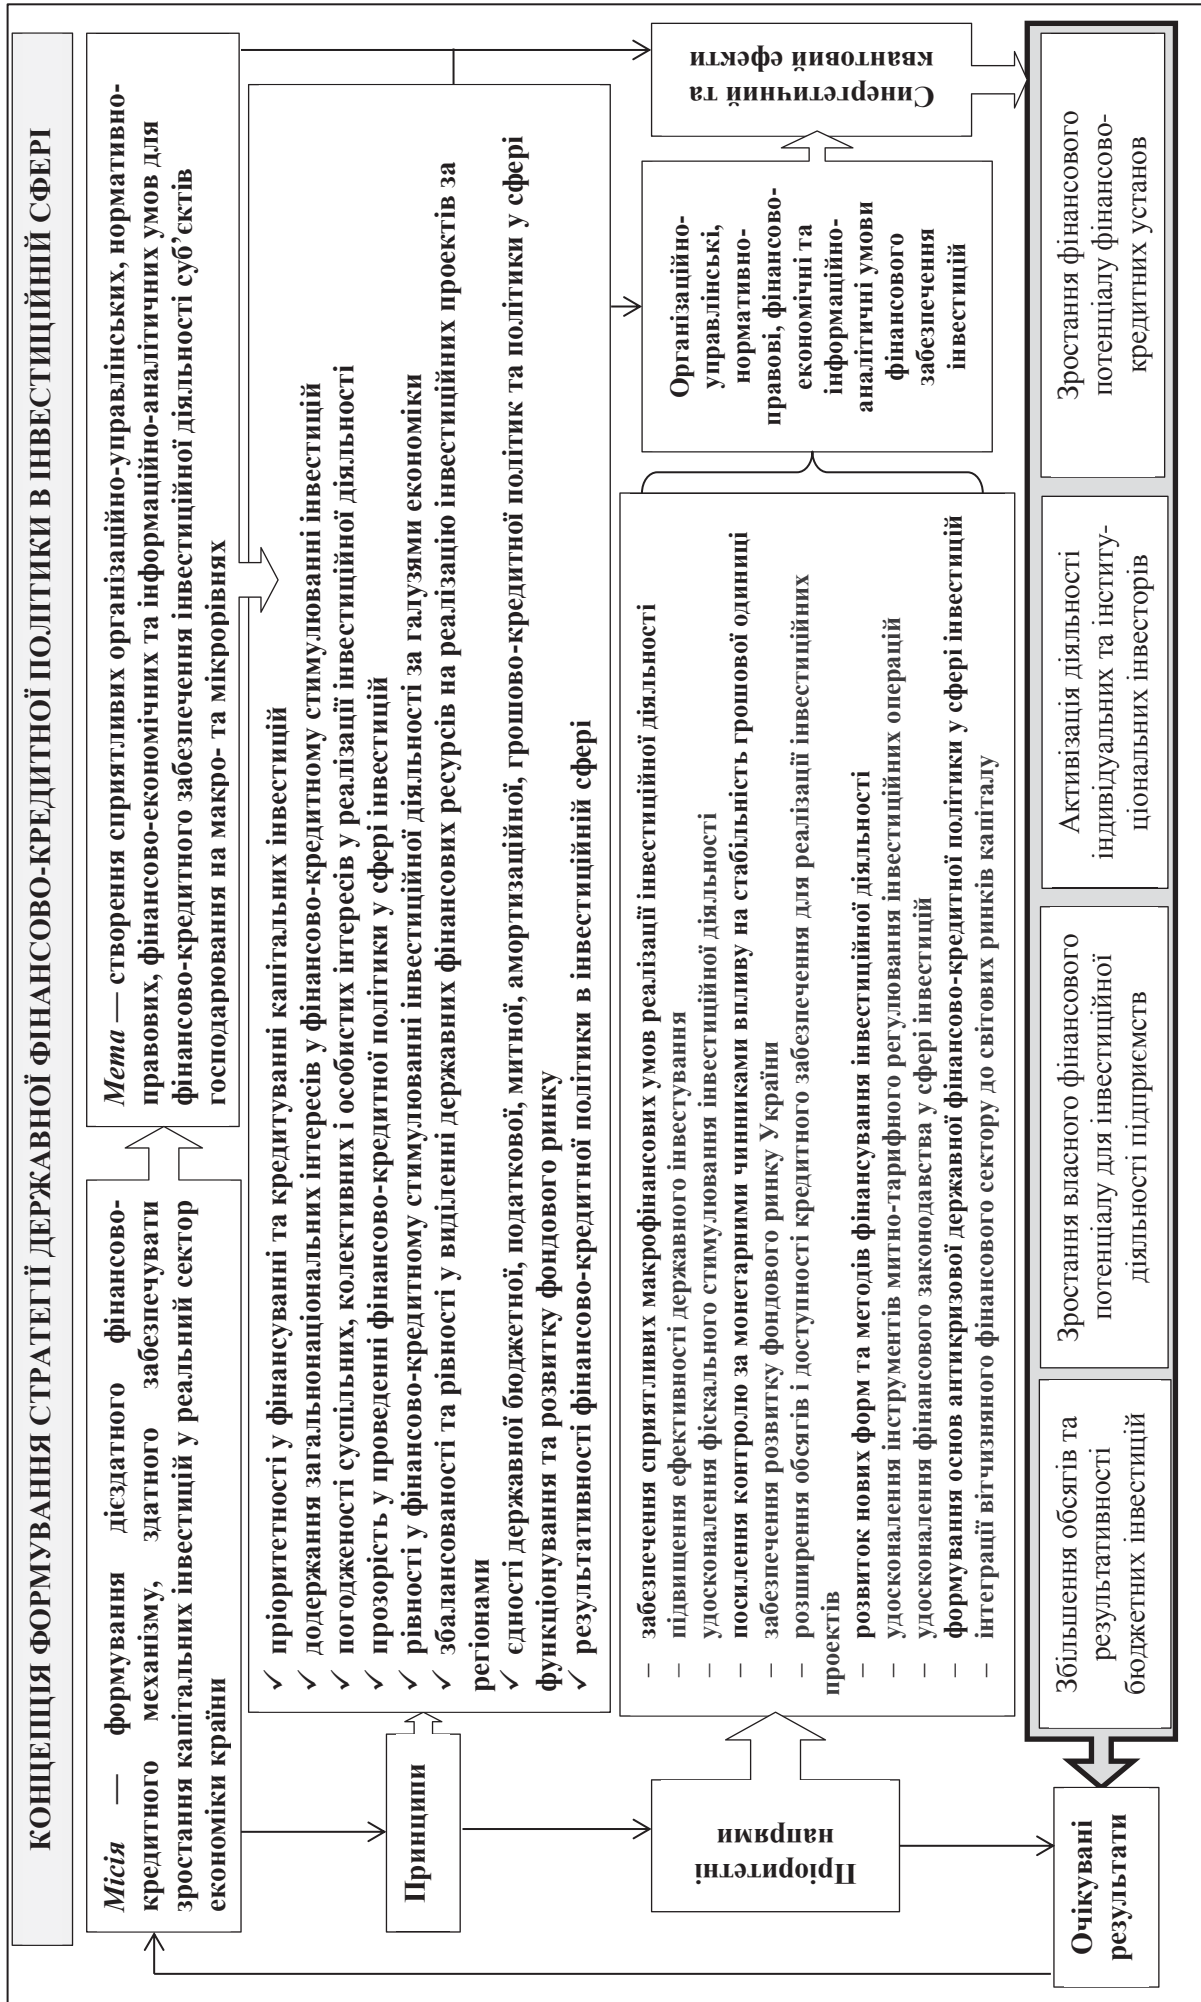 КОНЦЕПЦІЯ ФОРМУВАННЯ СТРАТЕГІЇ ДЕРЖАВНОЇ ФІНАНСОВО-КРЕДИТНОЇ ПОЛІТИКИ В ІНВЕСТИЦІЙНІЙ СФЕРІ
Місія — формування дієздатного фінансово-
кредитного механізму, здатного забезпечувати
зростання капітальних інвестицій у реальний сектор
економіки країни
Мета — створення сприятливих організаційно-управлінських, нормативно-
правових, фінансово-економічних та інформаційно-аналітичних умов для
фінансово-кредитного забезпечення інвестиційної діяльності суб’єктів
господарювання на макро- та мікрорівнях
Принципи
✓ пріоритетності у фінансуванні та кредитуванні капітальних інвестицій
✓ додержання загальнонаціональних інтересів у фінансово-кредитному стимулюванні інвестицій
✓ погодженості суспільних, колективних і особистих інтересів у реалізації інвестиційної діяльності
✓ прозорість у проведенні фінансово-кредитної політики у сфері інвестицій
✓ рівності у фінансово-кредитному стимулюванні інвестиційної діяльності за галузями економіки
✓ збалансованості та рівності у виділенні державних фінансових ресурсів на реалізацію інвестиційних проектів за
регіонами
✓ єдності державної бюджетної, податкової, митної, амортизаційної, грошово-кредитної політик та політики у сфері
функціонування та розвитку фондового ринку
✓ результативності фінансово-кредитної політики в інвестиційній сфері
Пріоритетні
напрями
– забезпечення сприятливих макрофінансових умов реалізації інвестиційної діяльності
– підвищення ефективності державного інвестування
– удосконалення фіскального стимулювання інвестиційної діяльності
– посилення контролю за монетарними чинниками впливу на стабільність грошової одиниці
– забезпечення розвитку фондового ринку України
– розширення обсягів і доступності кредитного забезпечення для реалізації інвестиційних
проектів
– розвиток нових форм та методів фінансування інвестиційної діяльності
– удосконалення інструментів митно-тарифного регулювання інвестиційних операцій
– удосконалення фінансового законодавства у сфері інвестицій
– формування основ антикризової державної фінансово-кредитної політики у сфері інвестицій
– інтеграції вітчизняного фінансового сектору до світових ринків капіталу
Організаційно-
управлінські,
нормативно-
правові, фінансово-
економічні та
інформаційно-
аналітичні умови
фінансового
забезпечення
інвестицій
Синергетичний та
квантовий ефекти
Очікувані
результати
Збільшення обсягів та
результативності
бюджетних інвестицій
Зростання власного фінансового
потенціалу для інвестиційної
діяльності підприємств
Активізація діяльності
індивідуальних та інститу-
ціональних інвесторів
Зростання фінансового
потенціалу фінансово-
кредитних установ